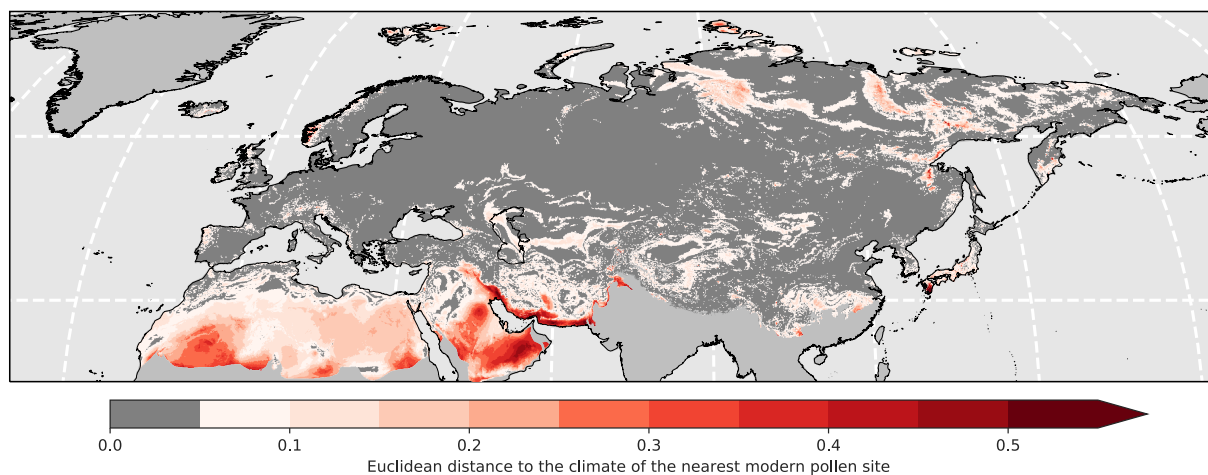 0.0 0.1 0.2 0.3 0.4 0.5
Euclidean distance to the climate of the nearest modern pollen site